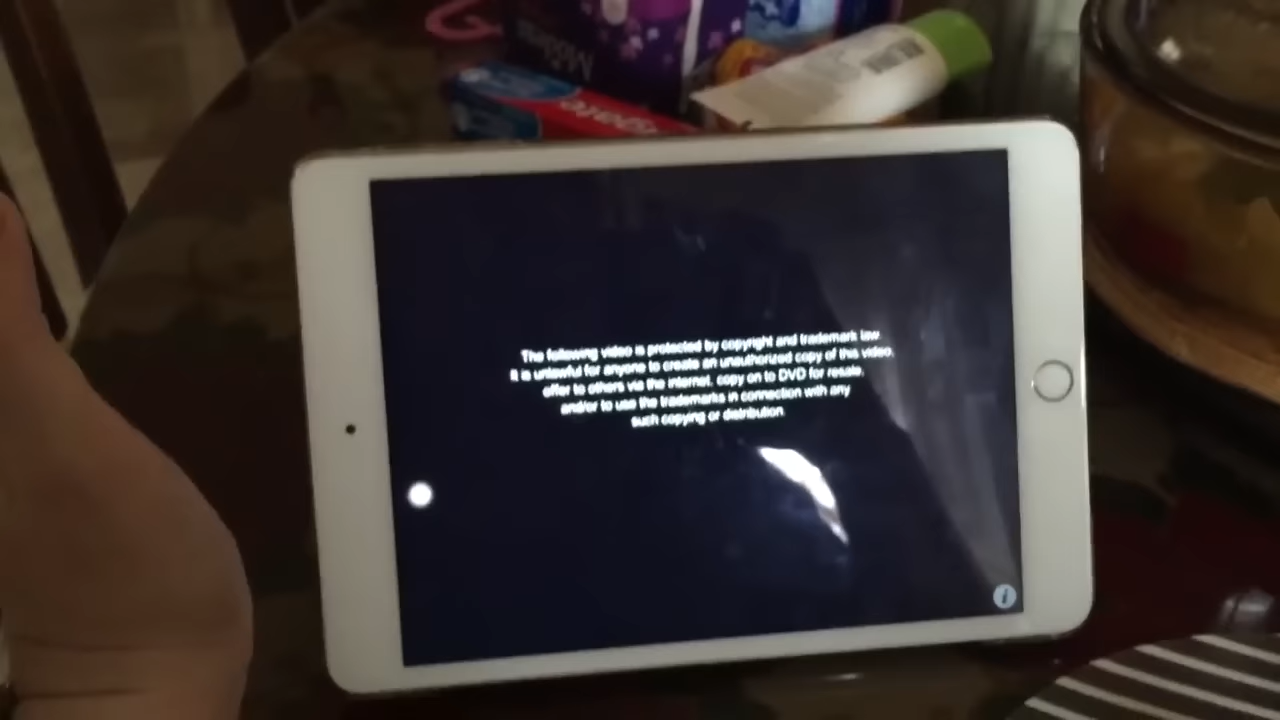 Modess
gate
The following video is protected by copyright and trademark law.
It is unlawful for anyone to create an unauthorized copy of this video,
offer to others via the internet, copy on to DVD for resale,
and/or to use the trademarks in connection with any
such copying or distribution
i